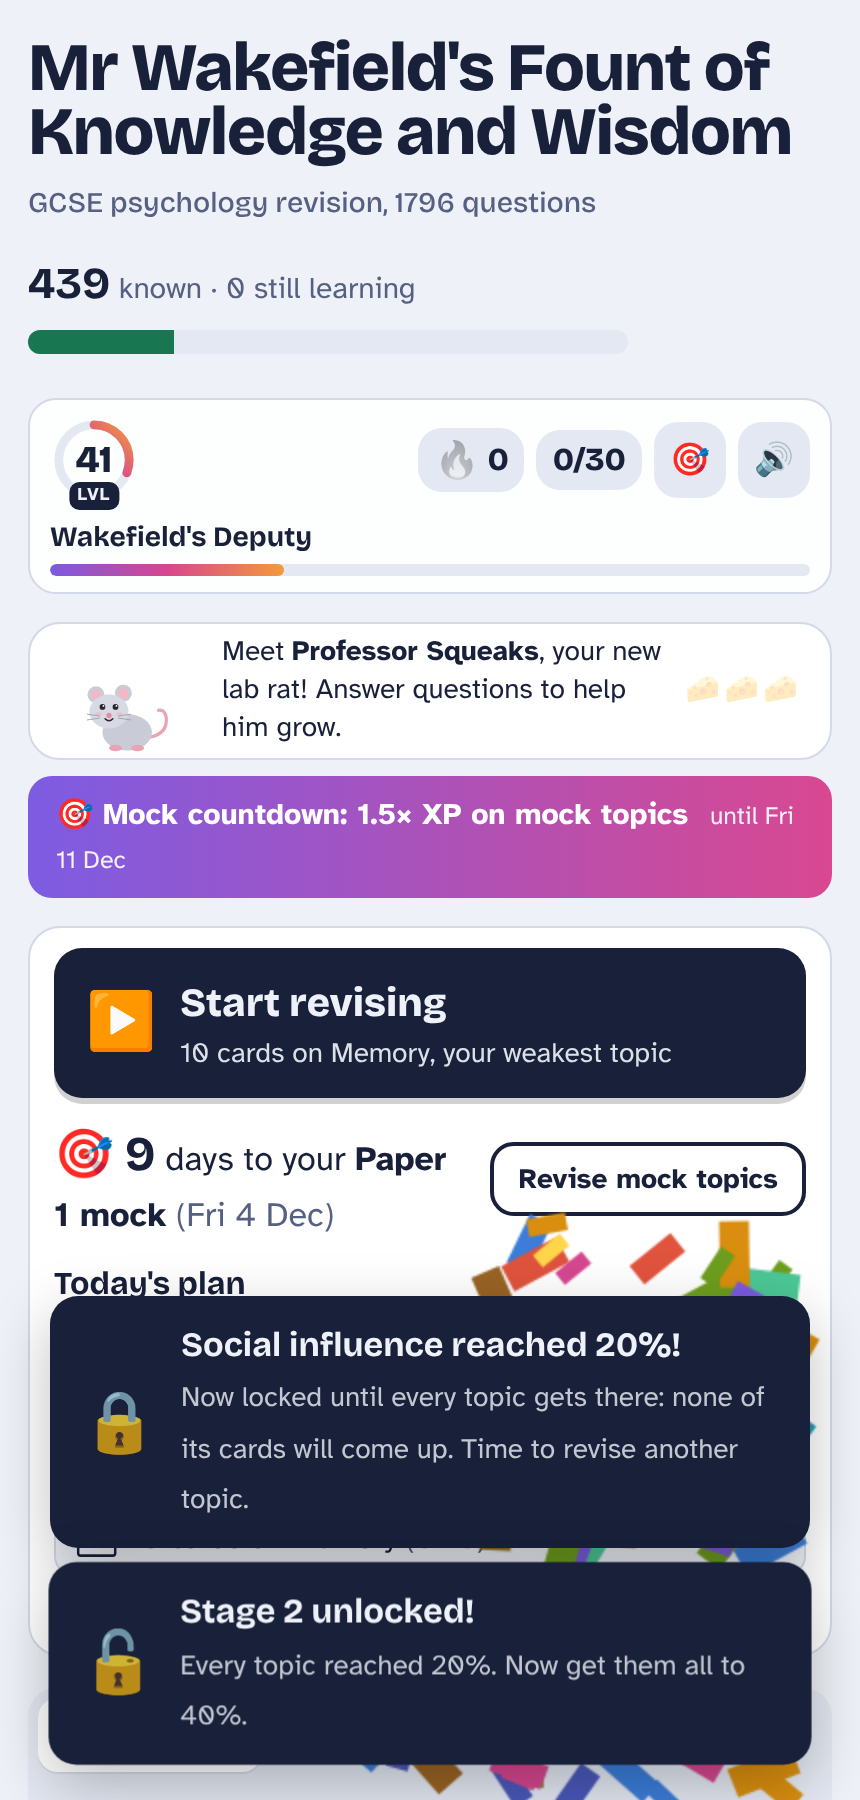 Mr Wakefield's Fount of
Knowledge and Wisdom
GCSE psychology revision, 1796 questions
439 known · 0 still learning
41
LVL
0
0/30
Wakefield's Deputy
Meet Professor Squeaks, your new
lab rat! Answer questions to help
him grow.
Mock countdown: 1.5× XP on mock topics until Fri
11 Dec
Start revising
10 cards on Memory, your weakest topic
9 days to your Paper
1 mock (Fri 4 Dec)
Revise mock topics
Today's plan
Social influence reached 20%!
Now locked until every topic gets there: none of
its cards will come up. Time to revise another
topic.
Stage 2 unlocked!
Every topic reached 20%. Now get them all to
40%.